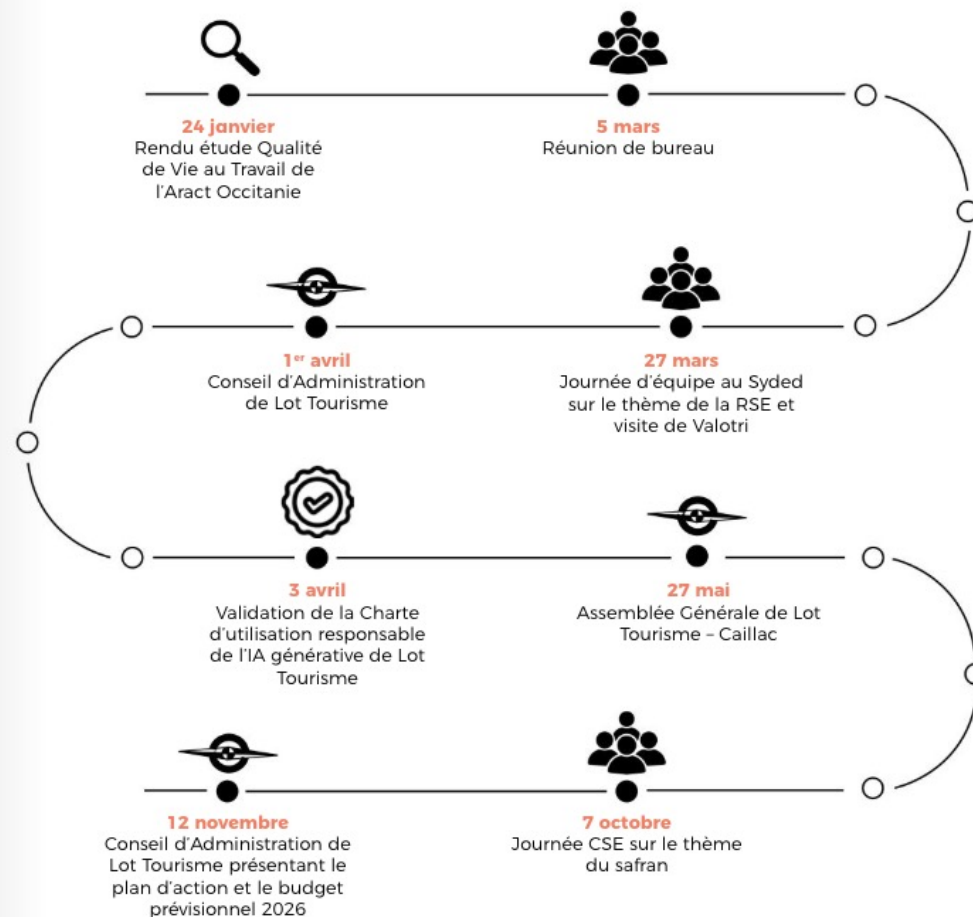 24 janvier
Rendu étude Qualité
de Vie au Travail de
l'Aract Occitanie
5 mars
Réunion de bureau
27 mars
Journée d'équipe au Syded
sur le thème de la RSE et
visite de Valotri
1er avril
Conseil d'Administration
de Lot Tourisme
3 avril
Validation de la Charte
d'utilisation responsable
de l'IA générative de Lot
Tourisme
27 mai
Assemblée Générale de Lot
Tourisme – Caillac
7 octobre
Journée CSE sur le thème
du safran
12 novembre
Conseil d'Administration de
Lot Tourisme présentant le
plan d'action et le budget
prévisionnel 2026